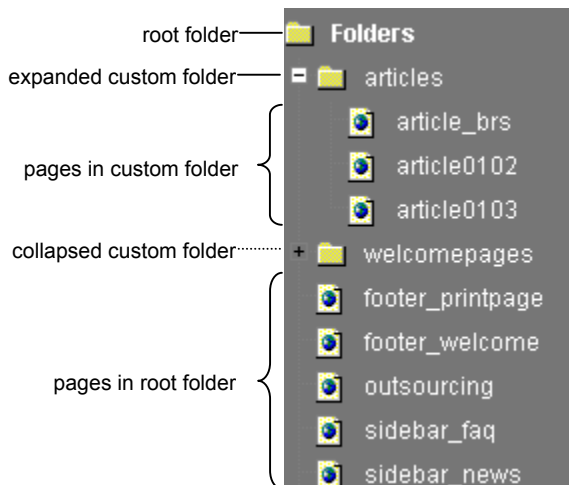 root folder Folders
expanded custom folder articles
article_brs
pages in custom folder article0102
article0103
collapsed custom folder welcomepages
footer_printpage
footer_welcome
pages in root folder outsourcing
sidebar_faq
sidebar_news